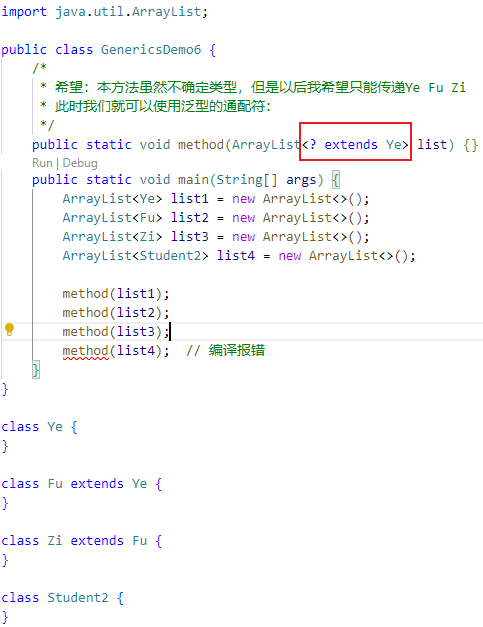 import java.util.ArrayList;

public class GenericsDemo6 {
    /*
     * 希望：本方法虽然不确定类型，但是以后我希望只能传递Ye Fu Zi
     * 此时我们就可以使用泛型的通配符：
     */
    public static void method(ArrayList<? extends Ye> list) {}
    Run | Debug
    public static void main(String[] args) {
        ArrayList<Ye> list1 = new ArrayList<>();
        ArrayList<Fu> list2 = new ArrayList<>();
        ArrayList<Zi> list3 = new ArrayList<>();
        ArrayList<Student2> list4 = new ArrayList<>();

        method(list1);
        method(list2);
        method(list3);
        method(list4);  // 编译报错
    }
}

class Ye {
}

class Fu extends Ye {
}

class Zi extends Fu {
}

class Student2 {
}